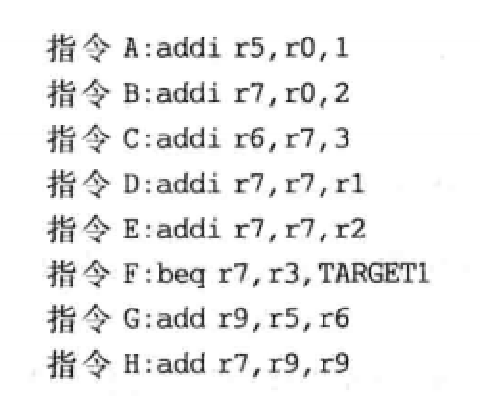 指令 A:addi r5,r0,1
指令 B:addi r7,r0,2
指令 C:addi r6,r7,3
指令 D:addi r7,r7,r1
指令 E:addi r7,r7,r2
指令 F:beq r7,r3,TARGET1
指令 G:add r9,r5,r6
指令 H:add r7,r9,r9